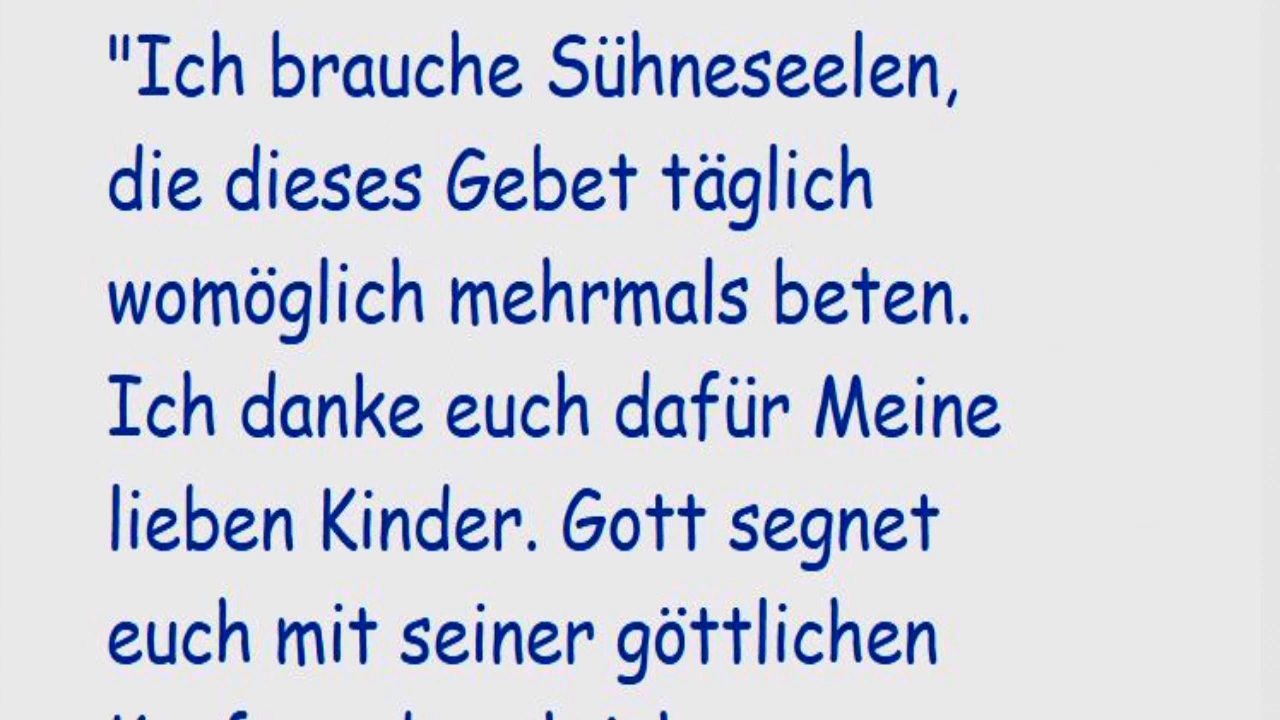 "Ich brauche Sühneseelen,
die dieses Gebet täglich
womöglich mehrmals beten.
Ich danke euch dafür Meine
lieben Kinder. Gott segnet
euch mit seiner göttlichen